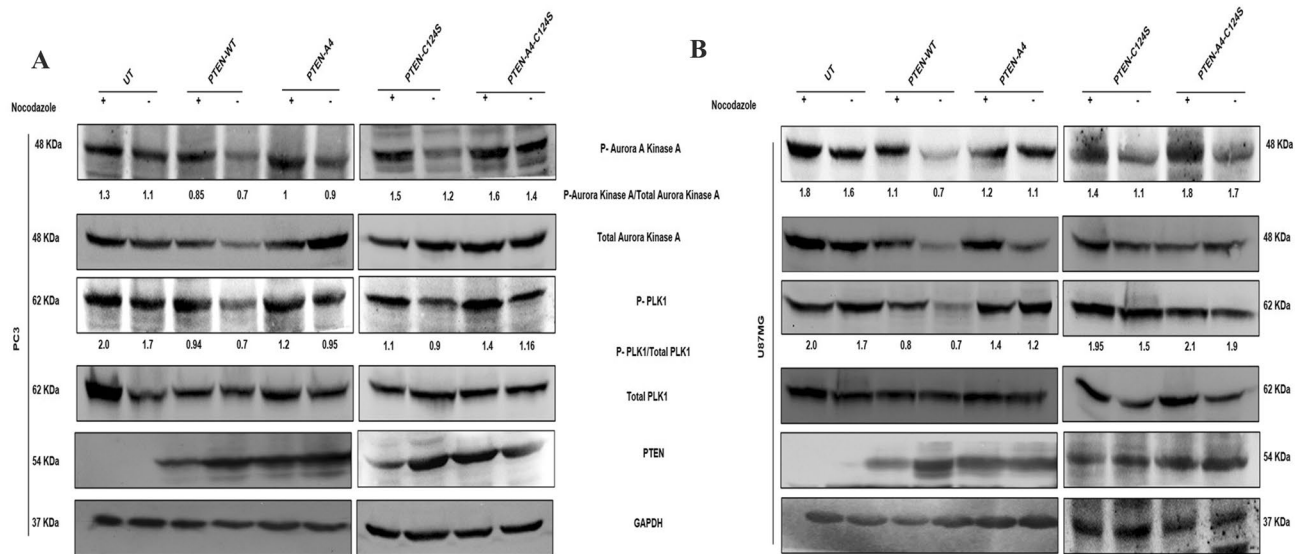 A
UT
PTEN-WT
PTEN-A4
PTEN-C124S
PTEN-A4-C124S
Nocodazole
+ - + - + - + - + -
PC3
48 KDa
P- Aurora A Kinase A
1.3 1.1 0.85 0.7 1 0.9 1.5 1.2 1.6 1.4
P-Aurora Kinase A/Total Aurora Kinase A
48 KDa
Total Aurora Kinase A
62 KDa
P- PLK1
2.0 1.7 0.94 0.7 1.2 0.95 1.1 0.9 1.4 1.16
P- PLK1/Total PLK1
62 KDa
Total PLK1
54 KDa
PTEN
37 KDa
GAPDH
B
UT
PTEN-WT
PTEN-A4
PTEN-C124S
PTEN-A4-C124S
Nocodazole
+ - + - + - + - + -
U87MG
48 KDa
1.8 1.6 1.1 0.7 1.2 1.1 1.4 1.1 1.8 1.7
48 KDa
62 KDa
2.0 1.7 0.8 0.7 1.4 1.2 1.95 1.5 2.1 1.9
62 KDa
54 KDa
37 KDa